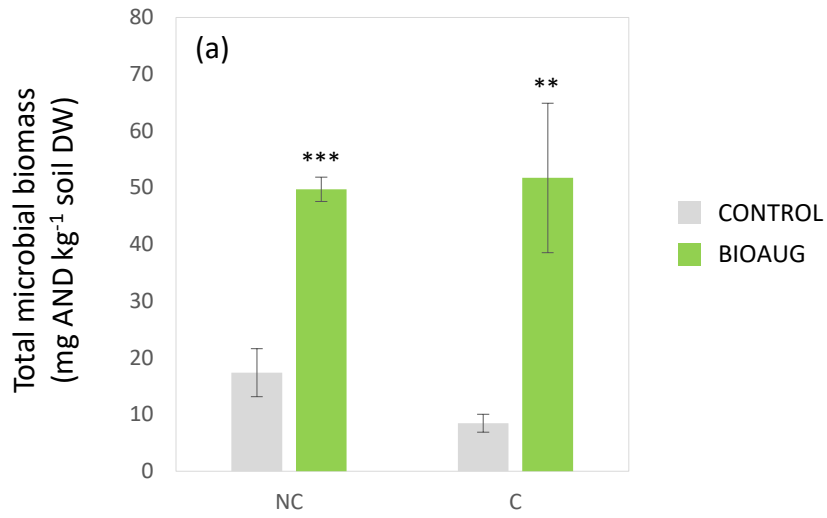 80
(a)
70
**
60
***
50
40
30
20
10
0
Total microbial biomass
(mg AND kg⁻¹ soil DW)
NC
C
CONTROL
BIOAUG